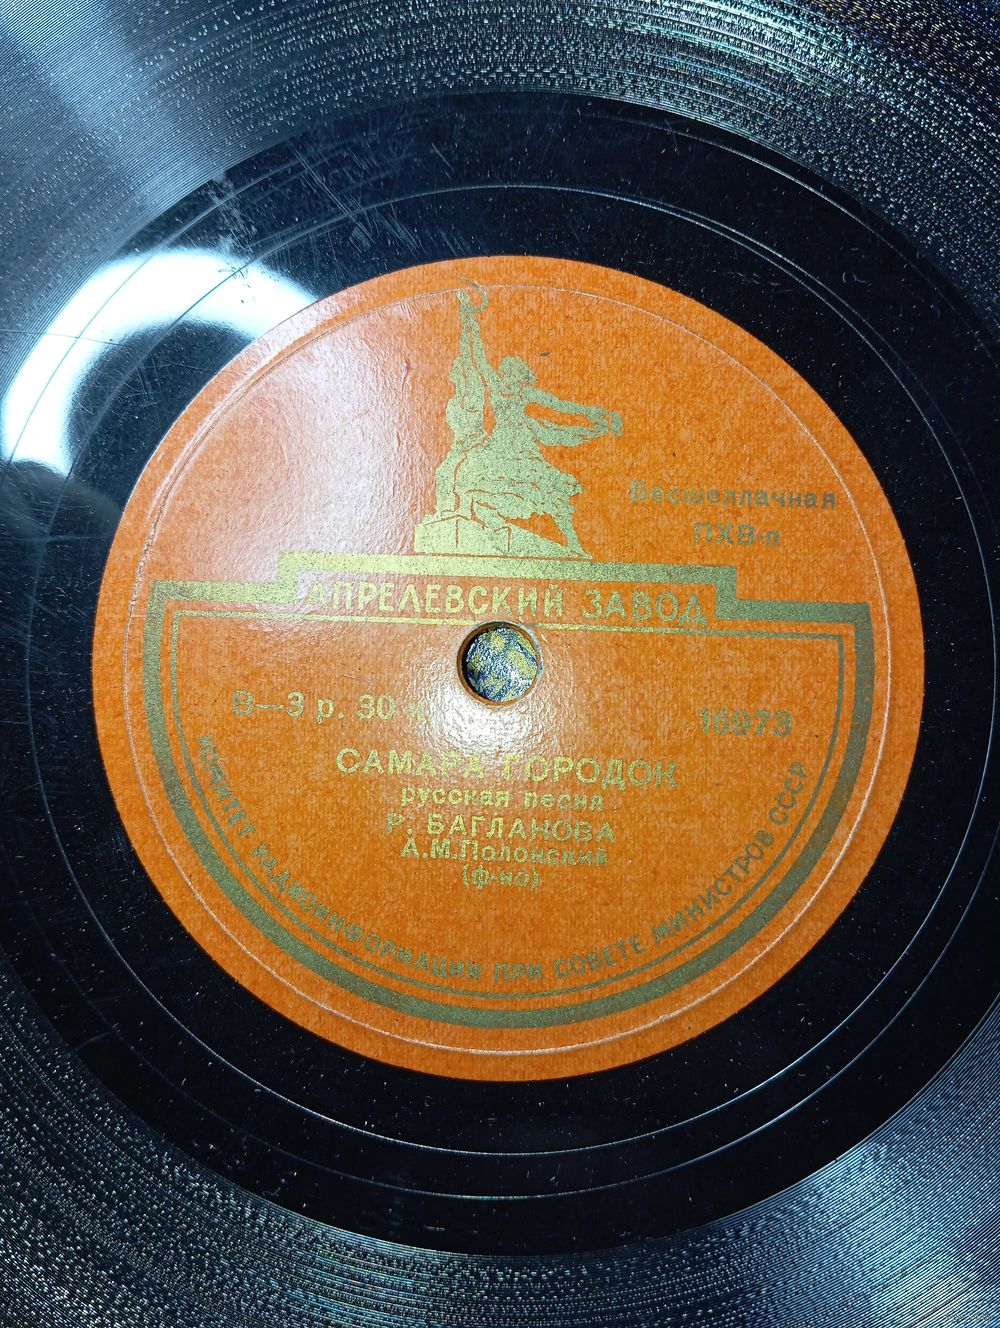 Бесшеллачная
ПХВ-п
АПРЕЛЕВСКИЙ ЗАВОД
В—3 р. 30 к.
16973
САМАРА ГОРОДОК
русская песня
Р. БАГЛАНОВА
А.М.Полонский
(ф-но)
КОМИТЕТ РАДИОИНФОРМАЦИИ ПРИ СОВЕТЕ МИНИСТРОВ СССР